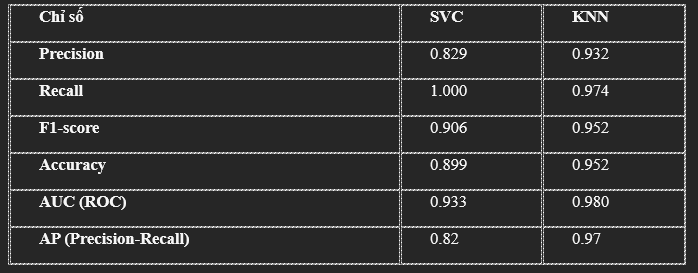 Chỉ số SVC KNN
Precision 0.829 0.932
Recall 1.000 0.974
F1-score 0.906 0.952
Accuracy 0.899 0.952
AUC (ROC) 0.933 0.980
AP (Precision-Recall) 0.82 0.97